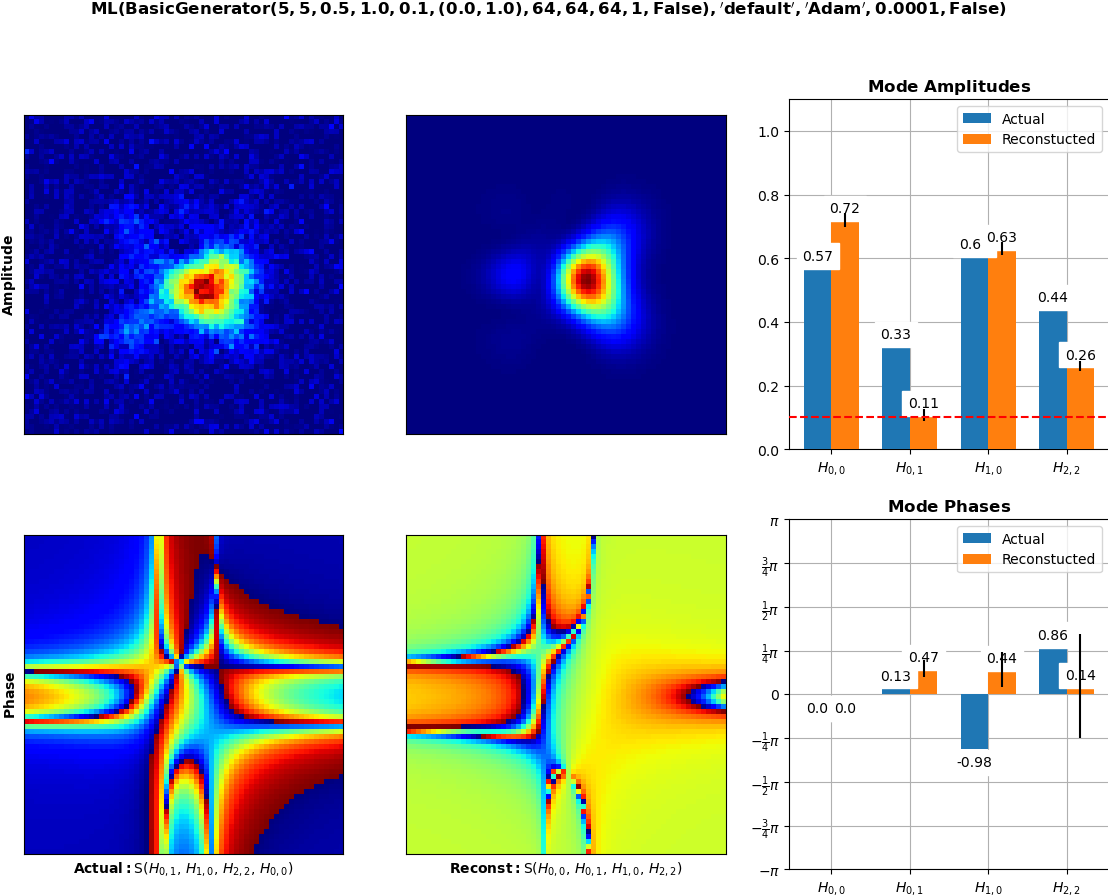 ML(BasicGenerator(5, 5, 0.5, 1.0, 0.1, (0.0, 1.0), 64, 64, 64, 1, False), ′default′, ′Adam′, 0.0001, False)
Amplitude
Mode Amplitudes
Actual
Reconstucted
1.0
0.8
0.6
0.4
0.2
0.0
0.57
0.72
0.33
0.11
0.6
0.63
0.44
0.26
H0,0
H0,1
H1,0
H2,2
Phase
Actual: S(H0,1, H1,0, H2,2, H0,0)
Reconst: S(H0,0, H0,1, H1,0, H2,2)
Mode Phases
Actual
Reconstucted
π
3/4π
1/2π
1/4π
0
−1/4π
−1/2π
−3/4π
−π
0.0
0.0
0.13
0.47
-0.98
0.44
0.86
0.14
H0,0
H0,1
H1,0
H2,2